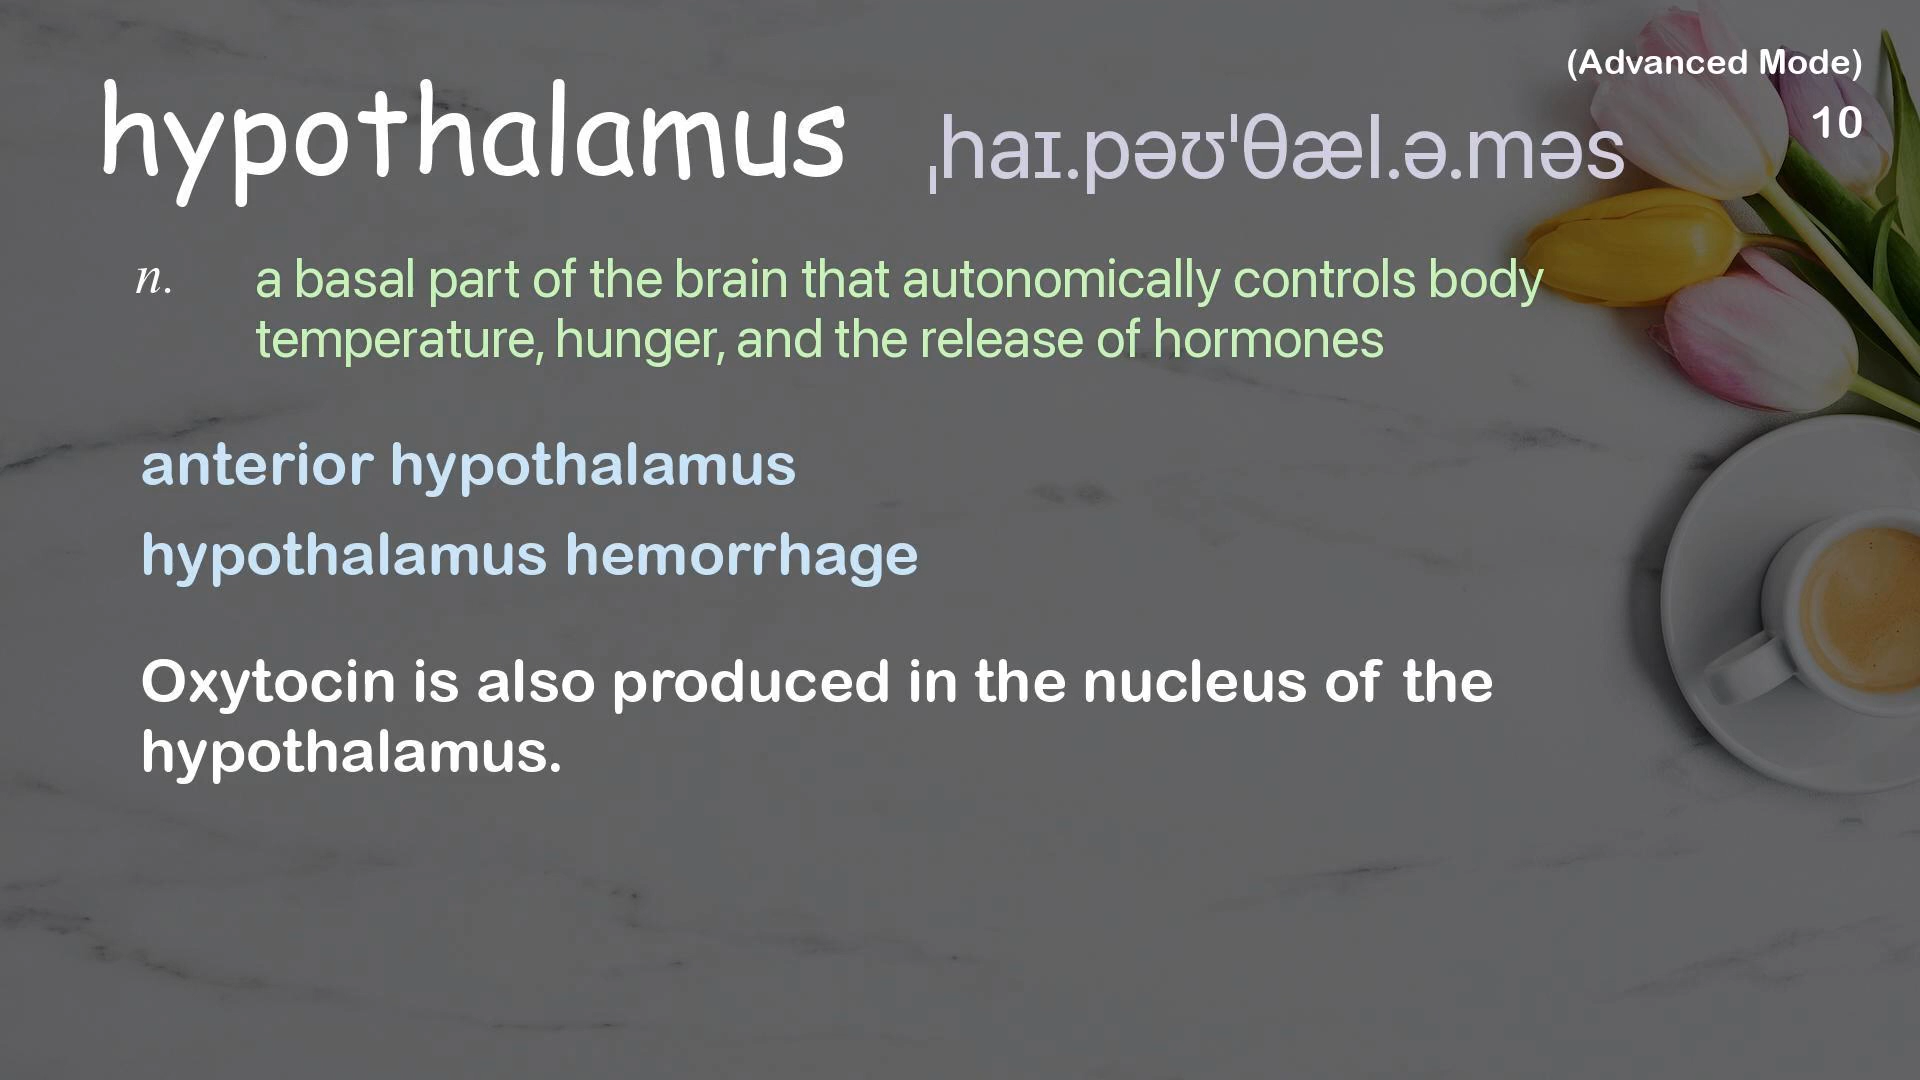 (Advanced Mode)
hypothalamus ˌhaɪ.pəʊˈθæl.ə.məs
10
n. a basal part of the brain that autonomically controls body
temperature, hunger, and the release of hormones
anterior hypothalamus
hypothalamus hemorrhage
Oxytocin is also produced in the nucleus of the
hypothalamus.